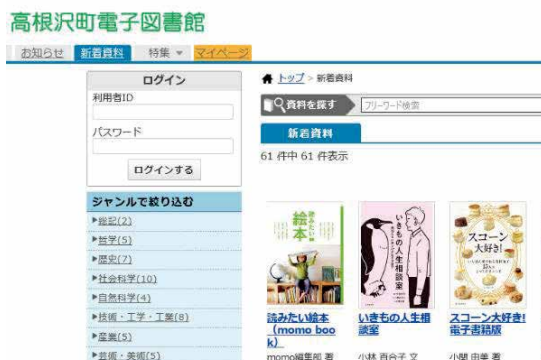 高根沢町電子図書館
お知らせ 新着資料 特集 ▼ マイページ
ログイン
利用者ID
パスワード
ログインする
ジャンルで絞り込む
▶総記(2)
▶哲学(5)
▶歴史(7)
▶社会科学(10)
▶自然科学(4)
▶技術・工学・工業(8)
▶産業(5)
▶芸術・美術(5)
トップ > 新着資料
資料を探す フリーワード検索
新着資料
61 件中 61 件表示
読みたい
絵本
いきもの人生相談室
スコーン
大好き!
読みたい絵本
(momo boo
k)
momo編集部 著
いきもの人生相
談室
小林 百合子 文
スコーン大好き!
電子書籍版
小関 由美 著